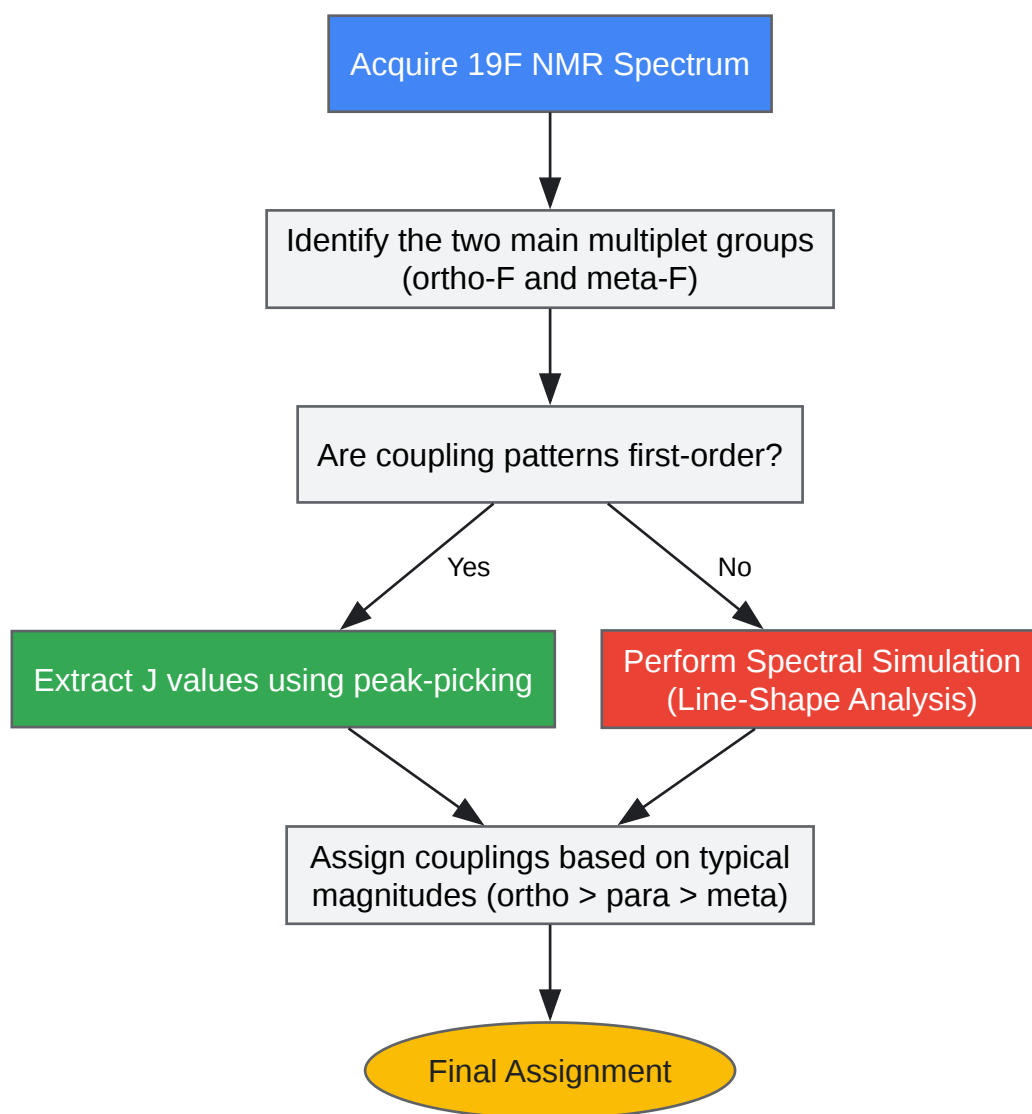 Acquire 19F NMR Spectrum
Identify the two main multiplet groups
(ortho-F and meta-F)
Are coupling patterns first-order?
Yes
No
Extract J values using peak-picking
Perform Spectral Simulation
(Line-Shape Analysis)
Assign couplings based on typical
magnitudes (ortho > para > meta)
Final Assignment